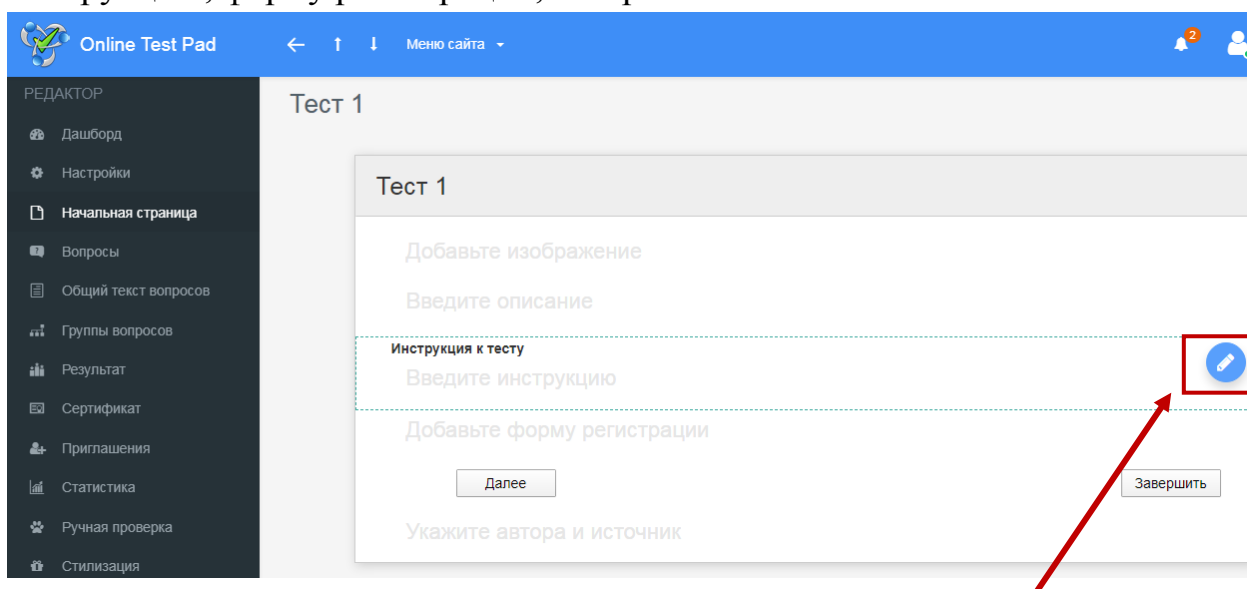 Online Test Pad
Меню сайта
2
РЕДАКТОР
Дашборд
Настройки
Начальная страница
Вопросы
Общий текст вопросов
Группы вопросов
Результат
Сертификат
Приглашения
Статистика
Ручная проверка
Стилизация
Тест 1
Тест 1
Добавьте изображение
Введите описание
Инструкция к тесту
Введите инструкцию
Добавьте форму регистрации
Далее
Завершить
Укажите автора и источник